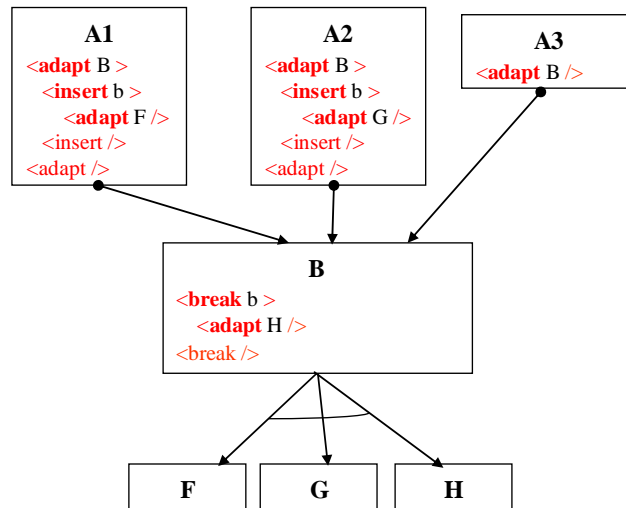 A1
<adapt B >
<insert b >
<adapt F />
<insert />
<adapt />
A2
<adapt B >
<insert b >
<adapt G />
<insert />
<adapt />
A3
<adapt B />
B
<break b >
<adapt H />
<break />
F
G
H